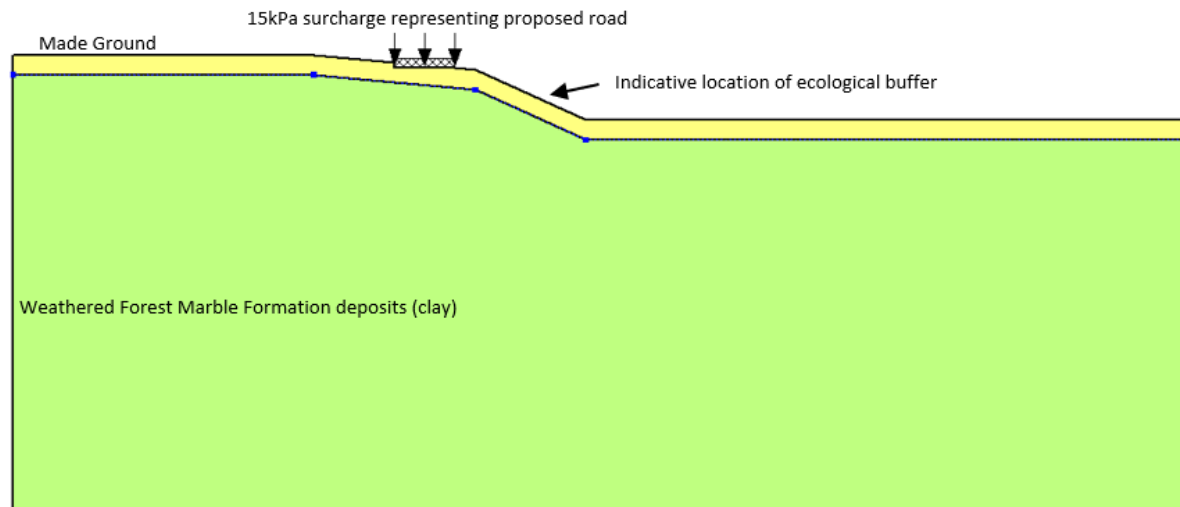 15kPa surcharge representing proposed road
Made Ground
Indicative location of ecological buffer
Weathered Forest Marble Formation deposits (clay)